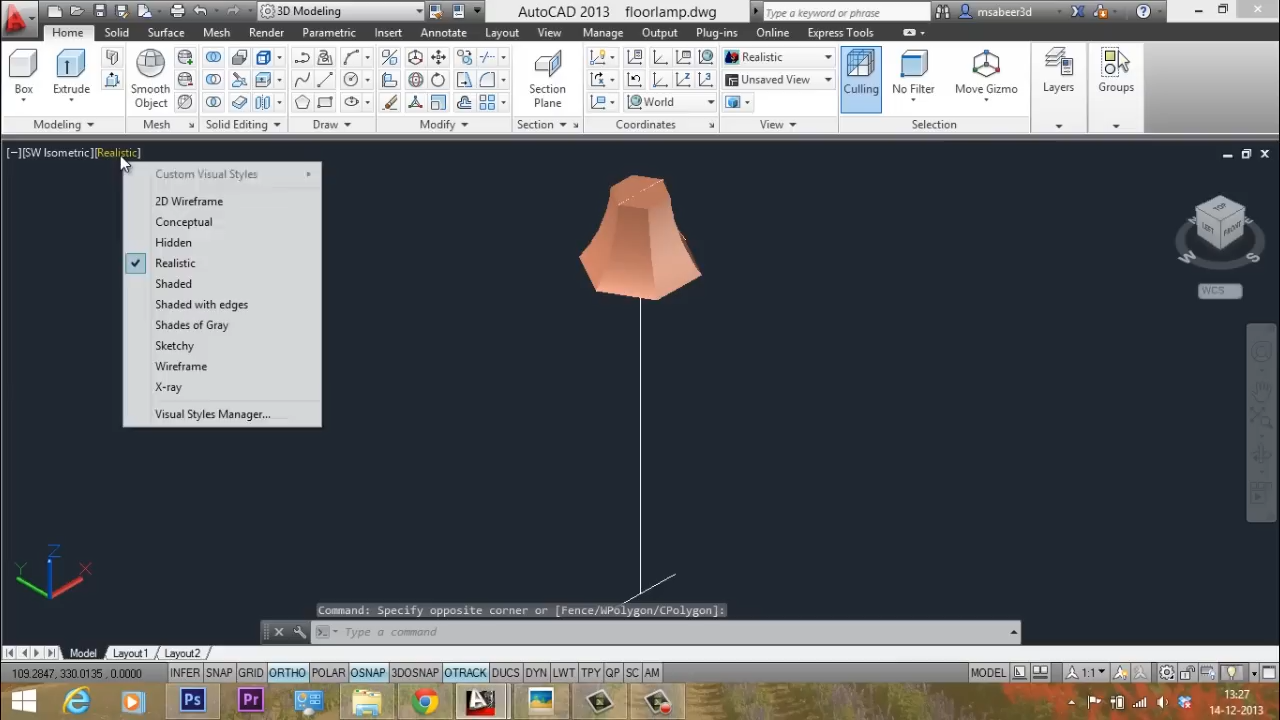 3D Modeling
AutoCAD 2013 floorlamp.dwg
Type a keyword or phrase
msabeer3d
Home Solid Surface Mesh Render Parametric Insert Annotate Layout View Manage Output Plug-ins Online Express Tools
Box
Extrude
Smooth Object
Section Plane
Realistic
Unsaved View
World
Culling
No Filter
Move Gizmo
Layers
Groups
Modeling Mesh Solid Editing Draw Modify Section Coordinates View Selection
[−][SW Isometric][Realistic]
Custom Visual Styles
2D Wireframe
Conceptual
Hidden
Realistic
Shaded
Shaded with edges
Shades of Gray
Sketchy
Wireframe
X-ray
Visual Styles Manager...
TOP
LEFT FRONT
W S
WCS
Z
Y X
Command: Specify opposite corner or [Fence/WPolygon/CPolygon]:
Type a command
Model Layout1 Layout2
109.2847, 330.0135, 0.0000 INFER SNAP GRID ORTHO POLAR OSNAP 3DOSNAP OTRACK DUCS DYN LWT TPY QP SC AM MODEL 1:1
Ps Pr
13:27
14-12-2013